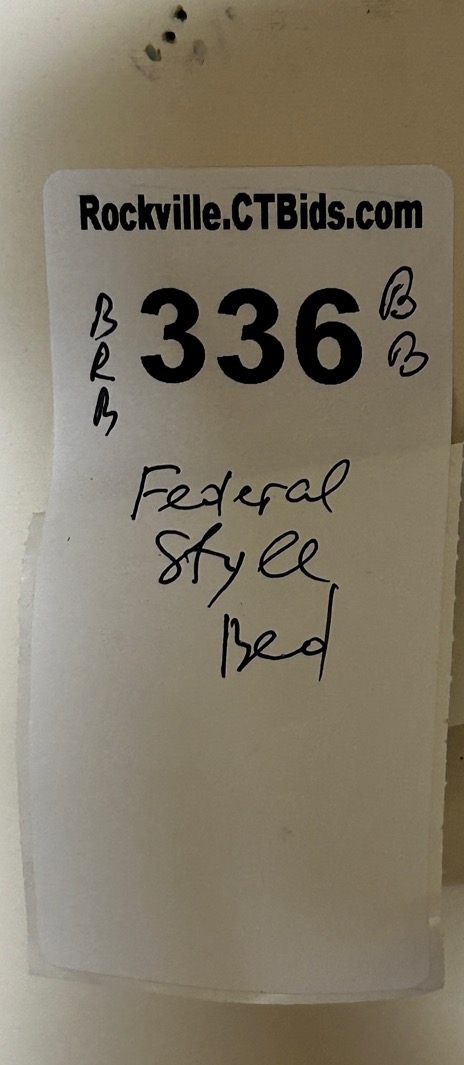 Rockville.CTBids.com
B
R
B
336
B
B
Federal
Style
Bed